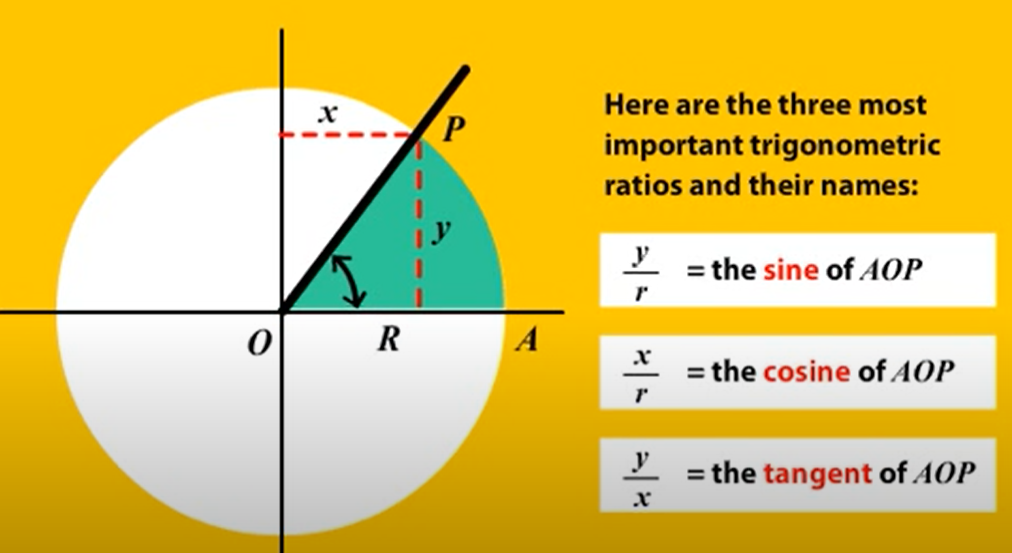 x
P
y
O
R
A
Here are the three most
important trigonometric
ratios and their names:
y
r
= the sine of AOP
x
r
= the cosine of AOP
y
x
= the tangent of AOP